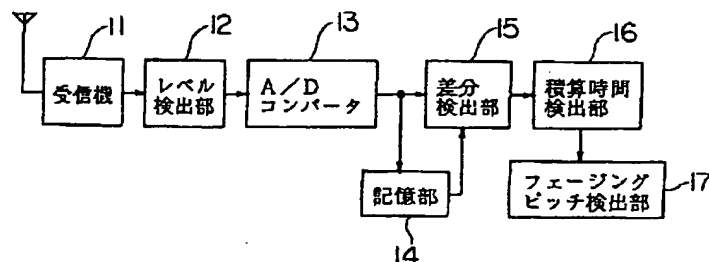 11
12
13
15
16
受信機
レベル
検出部
A/D
コンバータ
差分
検出部
積算時間
検出部
記憶部
14
フェージング
ピッチ検出部
17